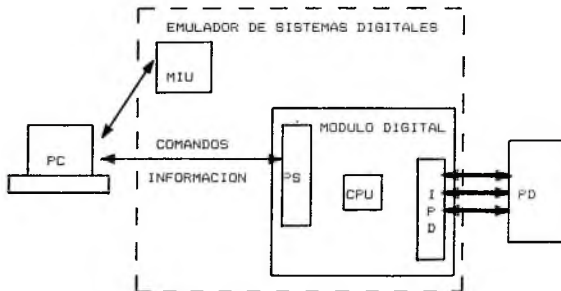 EMULADOR DE SISTEMAS DIGITALES
MIU
MODULO DIGITAL
COMANDOS
PC
INFORMACION
PS
CPU
I
P
D
PD